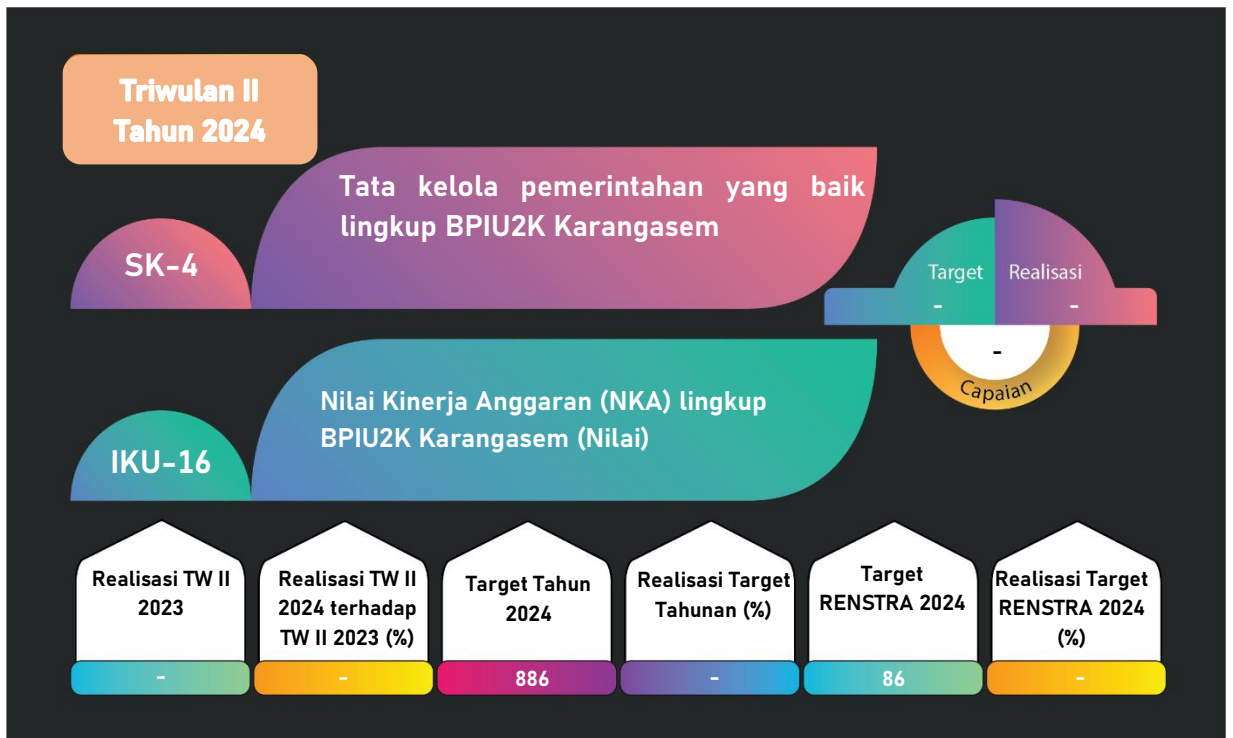 Triwulan II
Tahun 2024
Tata kelola pemerintahan yang baik
lingkup BPIU2K Karangasem
SK-4
Target
Realisasi
-
-
-
Capaian
Nilai Kinerja Anggaran (NKA) lingkup
BPIU2K Karangasem (Nilai)
IKU-16
Realisasi TW II
2023
-
Realisasi TW II
2024 terhadap
TW II 2023 (%)
-
Target Tahun
2024
886
Realisasi Target
Tahunan (%)
-
Target
RENSTRA 2024
86
Realisasi Target
RENSTRA 2024
(%)
-